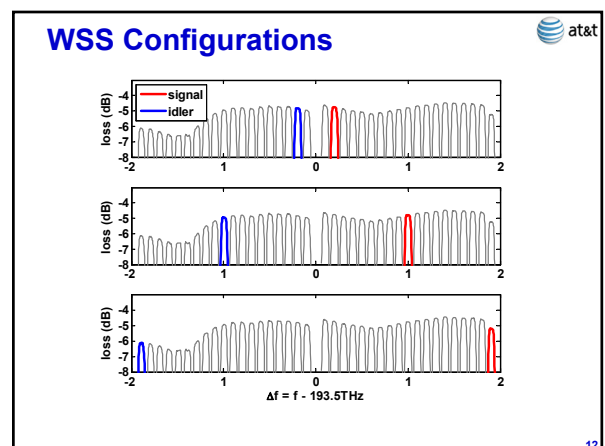 WSS Configurations
at&t
signal
idler
loss (dB)
-4
-5
-6
-7
-8
-2 1 0 1 2
loss (dB)
-4
-5
-6
-7
-8
-2 1 0 1 2
loss (dB)
-4
-5
-6
-7
-8
-2 1 0 1 2
Δf = f - 193.5THz
12